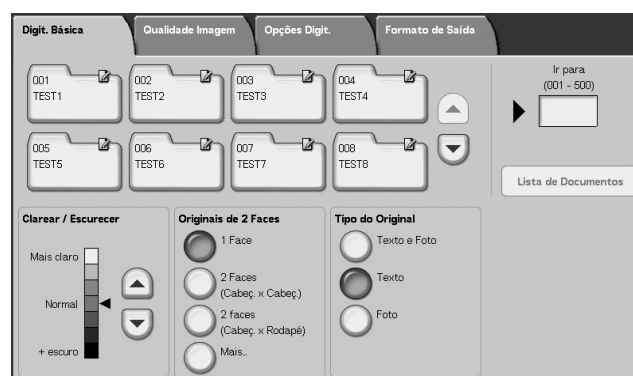 Digit. Básica
Qualidade Imagem
Opções Digit.
Formato de Saída
001
TEST1
002
TEST2
003
TEST3
004
TEST4
Ir para
(001 - 500)
005
TEST5
006
TEST6
007
TEST7
008
TEST8
Lista de Documentos
Clarear / Escurecer
Mais claro
Normal
+ escuro
Originais de 2 Faces
1 Face
2 Faces
(Cabeç. x Cabeç.)
2 faces
(Cabeç. x Rodapé)
Mais..
Tipo do Original
Texto e Foto
Texto
Foto